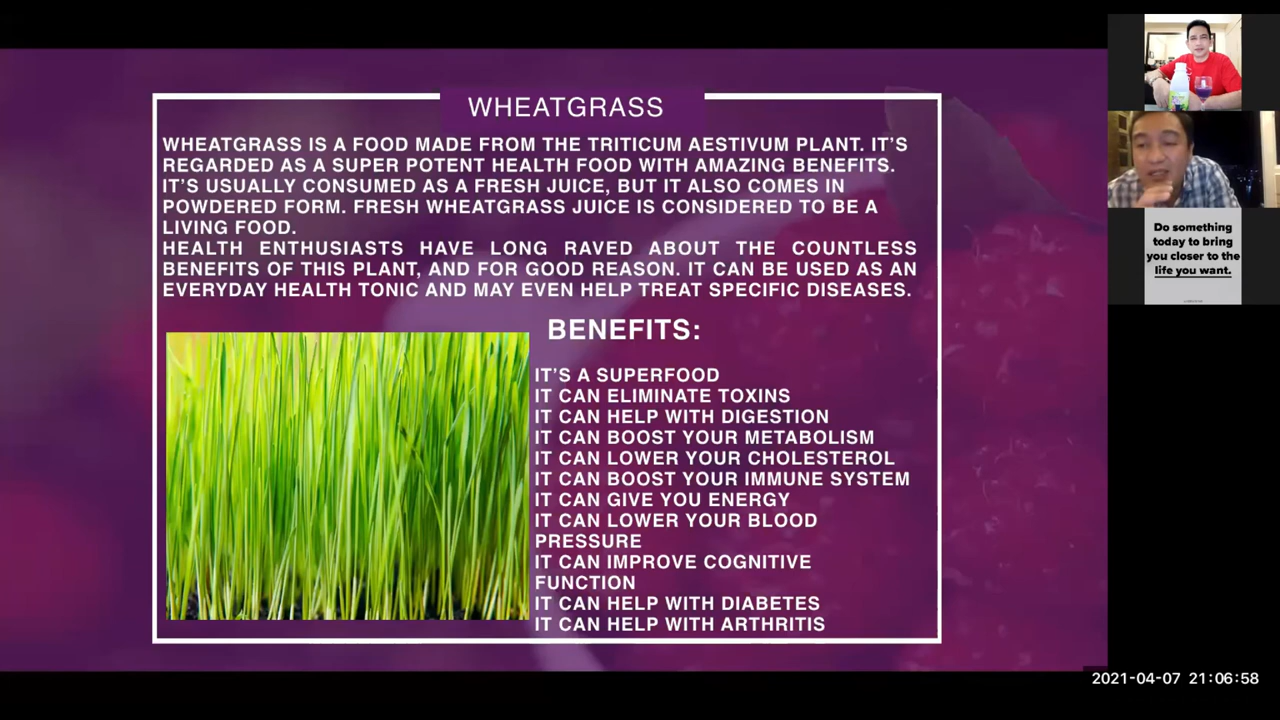 WHEATGRASS
WHEATGRASS IS A FOOD MADE FROM THE TRITICUM AESTIVUM PLANT. IT'S
REGARDED AS A SUPER POTENT HEALTH FOOD WITH AMAZING BENEFITS.
IT'S USUALLY CONSUMED AS A FRESH JUICE, BUT IT ALSO COMES IN
POWDERED FORM. FRESH WHEATGRASS JUICE IS CONSIDERED TO BE A
LIVING FOOD.
HEALTH ENTHUSIASTS HAVE LONG RAVED ABOUT THE COUNTLESS
BENEFITS OF THIS PLANT, AND FOR GOOD REASON. IT CAN BE USED AS AN
EVERYDAY HEALTH TONIC AND MAY EVEN HELP TREAT SPECIFIC DISEASES.
BENEFITS:
IT'S A SUPERFOOD
IT CAN ELIMINATE TOXINS
IT CAN HELP WITH DIGESTION
IT CAN BOOST YOUR METABOLISM
IT CAN LOWER YOUR CHOLESTEROL
IT CAN BOOST YOUR IMMUNE SYSTEM
IT CAN GIVE YOU ENERGY
IT CAN LOWER YOUR BLOOD
PRESSURE
IT CAN IMPROVE COGNITIVE
FUNCTION
IT CAN HELP WITH DIABETES
IT CAN HELP WITH ARTHRITIS
Do something
today to bring
you closer to the
life you want.
2021-04-07 21:06:58